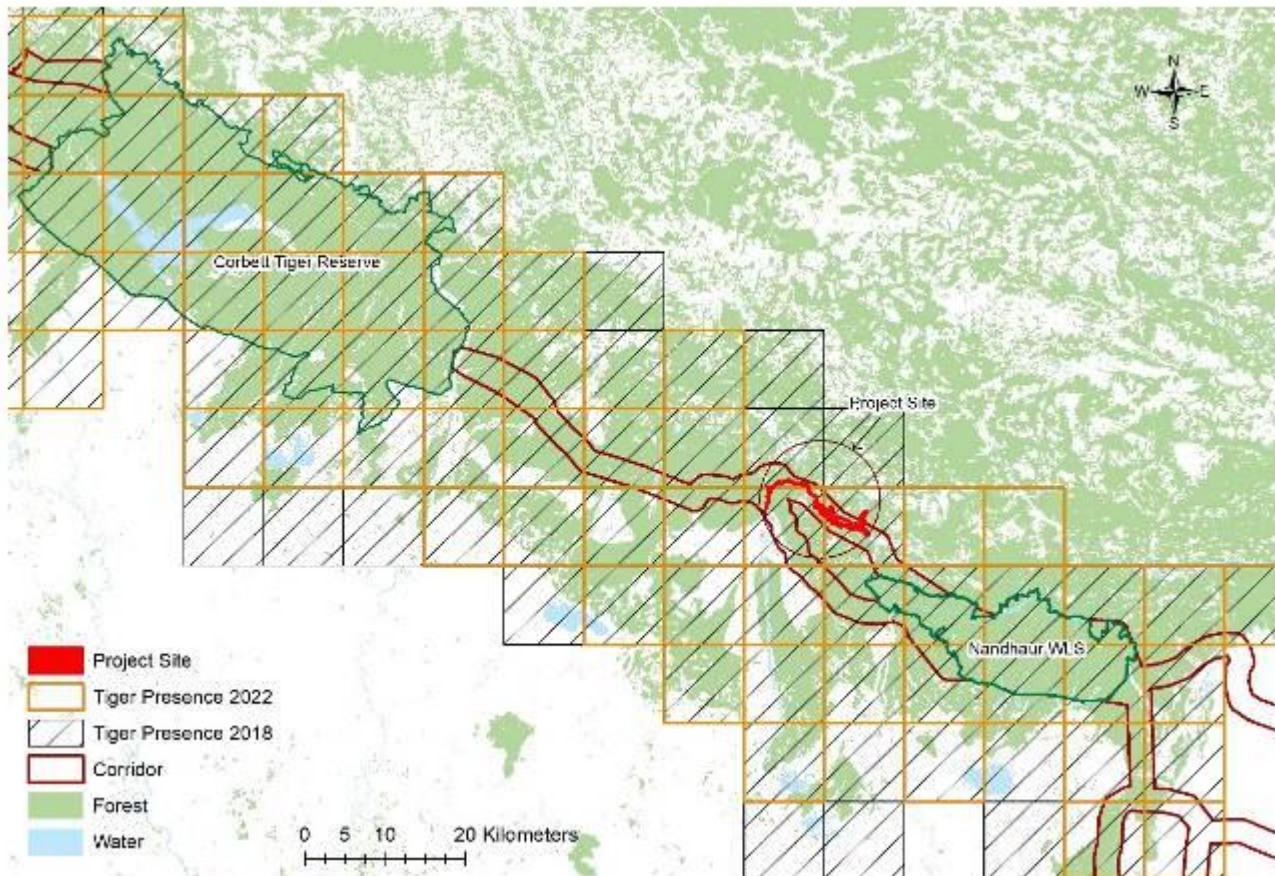 N
W E
S
Corbett Tiger Reserve
Project Site
Nandhaur WLS
Project Site
Tiger Presence 2022
Tiger Presence 2018
Corridor
Forest
Water
0 5 10 20 Kilometers